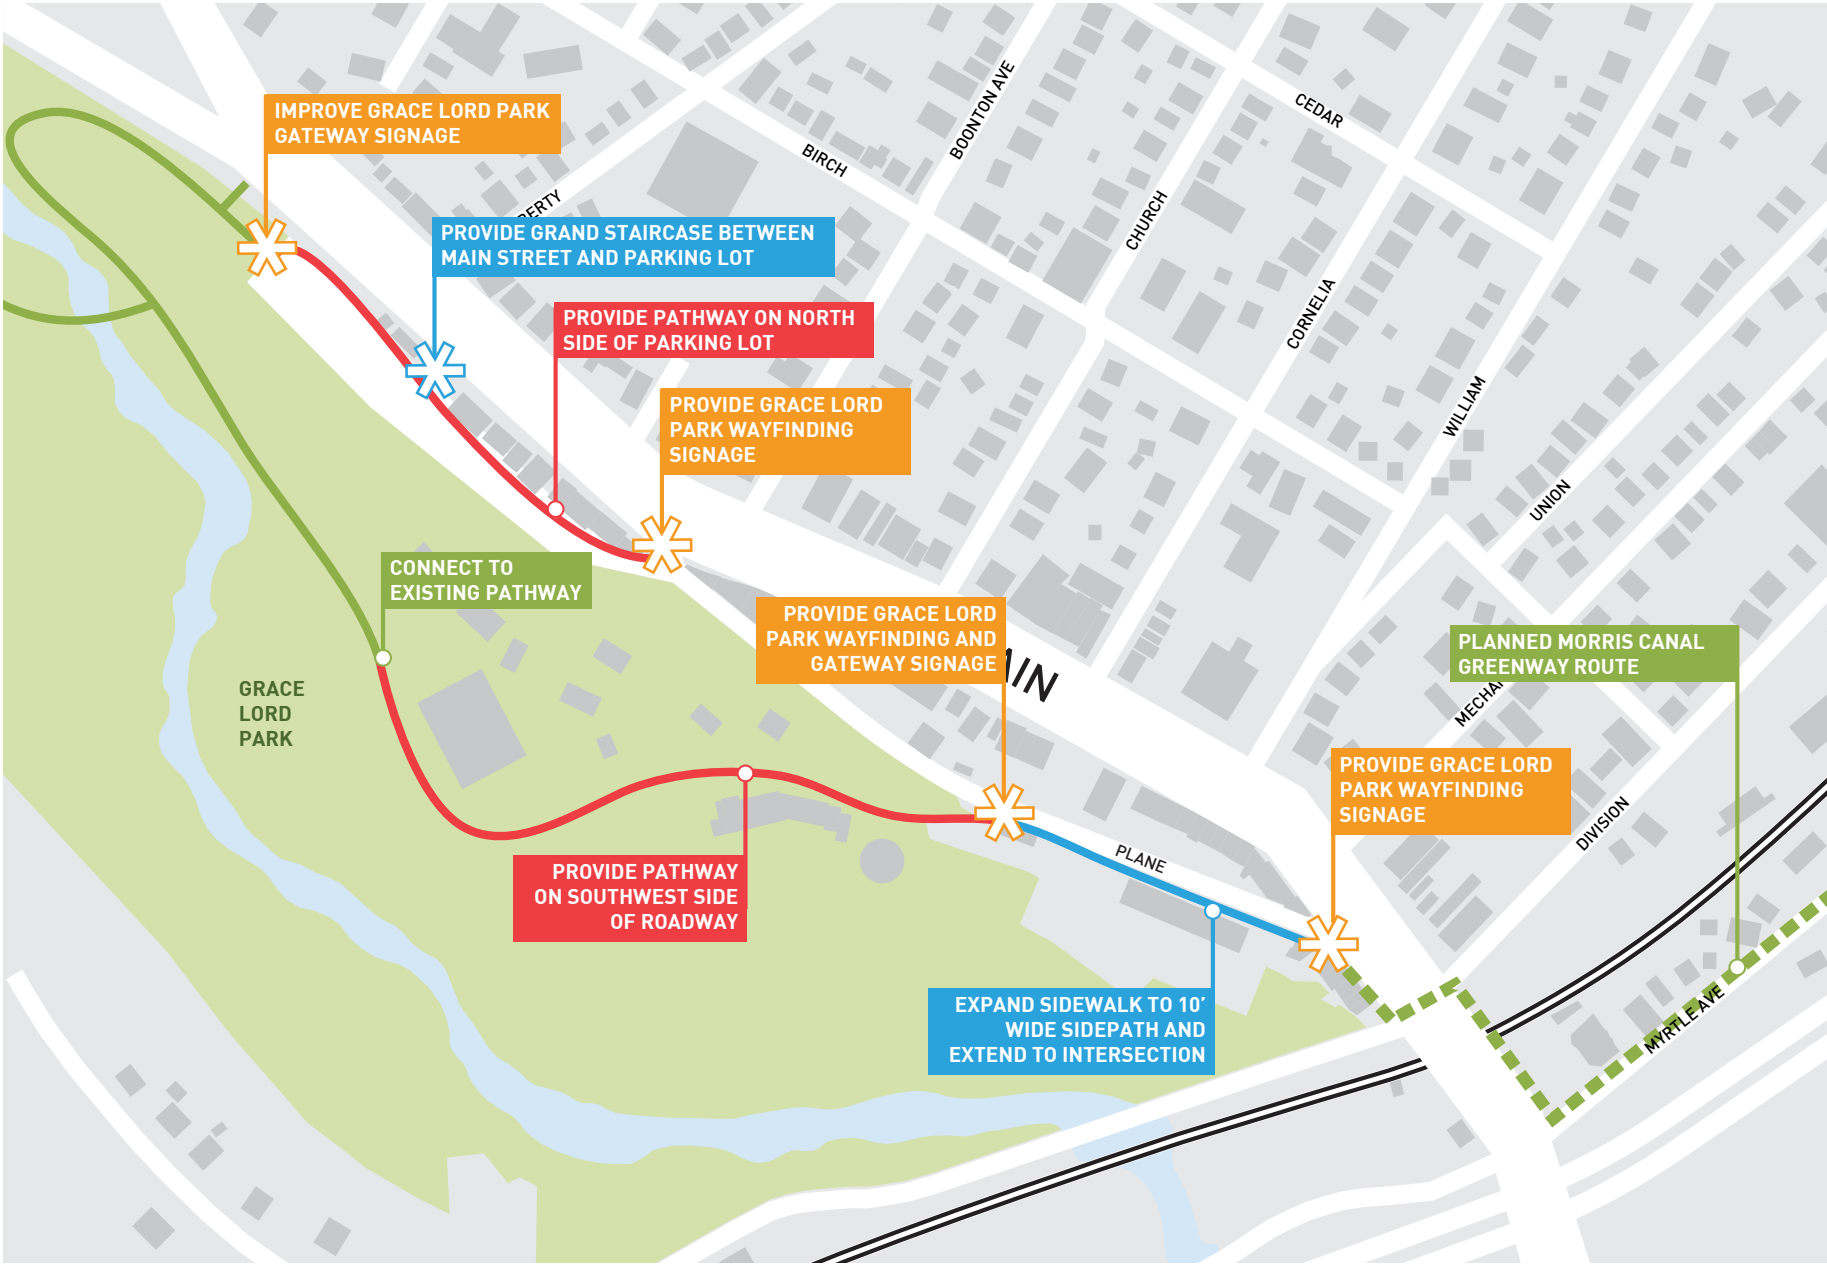 CEDAR
BOONTON AVE
IMPROVE GRACE LORD PARK
GATEWAY SIGNAGE
BIRCH
CHURCH
PROVIDE GRAND STAIRCASE BETWEEN
MAIN STREET AND PARKING LOT
CORNELIA
PROVIDE PATHWAY ON NORTH
SIDE OF PARKING LOT
WILLIAM
PROVIDE GRACE LORD
PARK WAYFINDING
SIGNAGE
UNION
CONNECT TO
EXISTING PATHWAY
PROVIDE GRACE LORD
PARK WAYFINDING AND
GATEWAY SIGNAGE
PLANNED MORRIS CANAL
GREENWAY ROUTE
GRACE
LORD
PARK
PROVIDE GRACE LORD
PARK WAYFINDING
SIGNAGE
DIVISION
PLANE
PROVIDE PATHWAY
ON SOUTHWEST SIDE
OF ROADWAY
EXPAND SIDEWALK TO 10’
WIDE SIDEPATH AND
EXTEND TO INTERSECTION
MYRTLE AVE